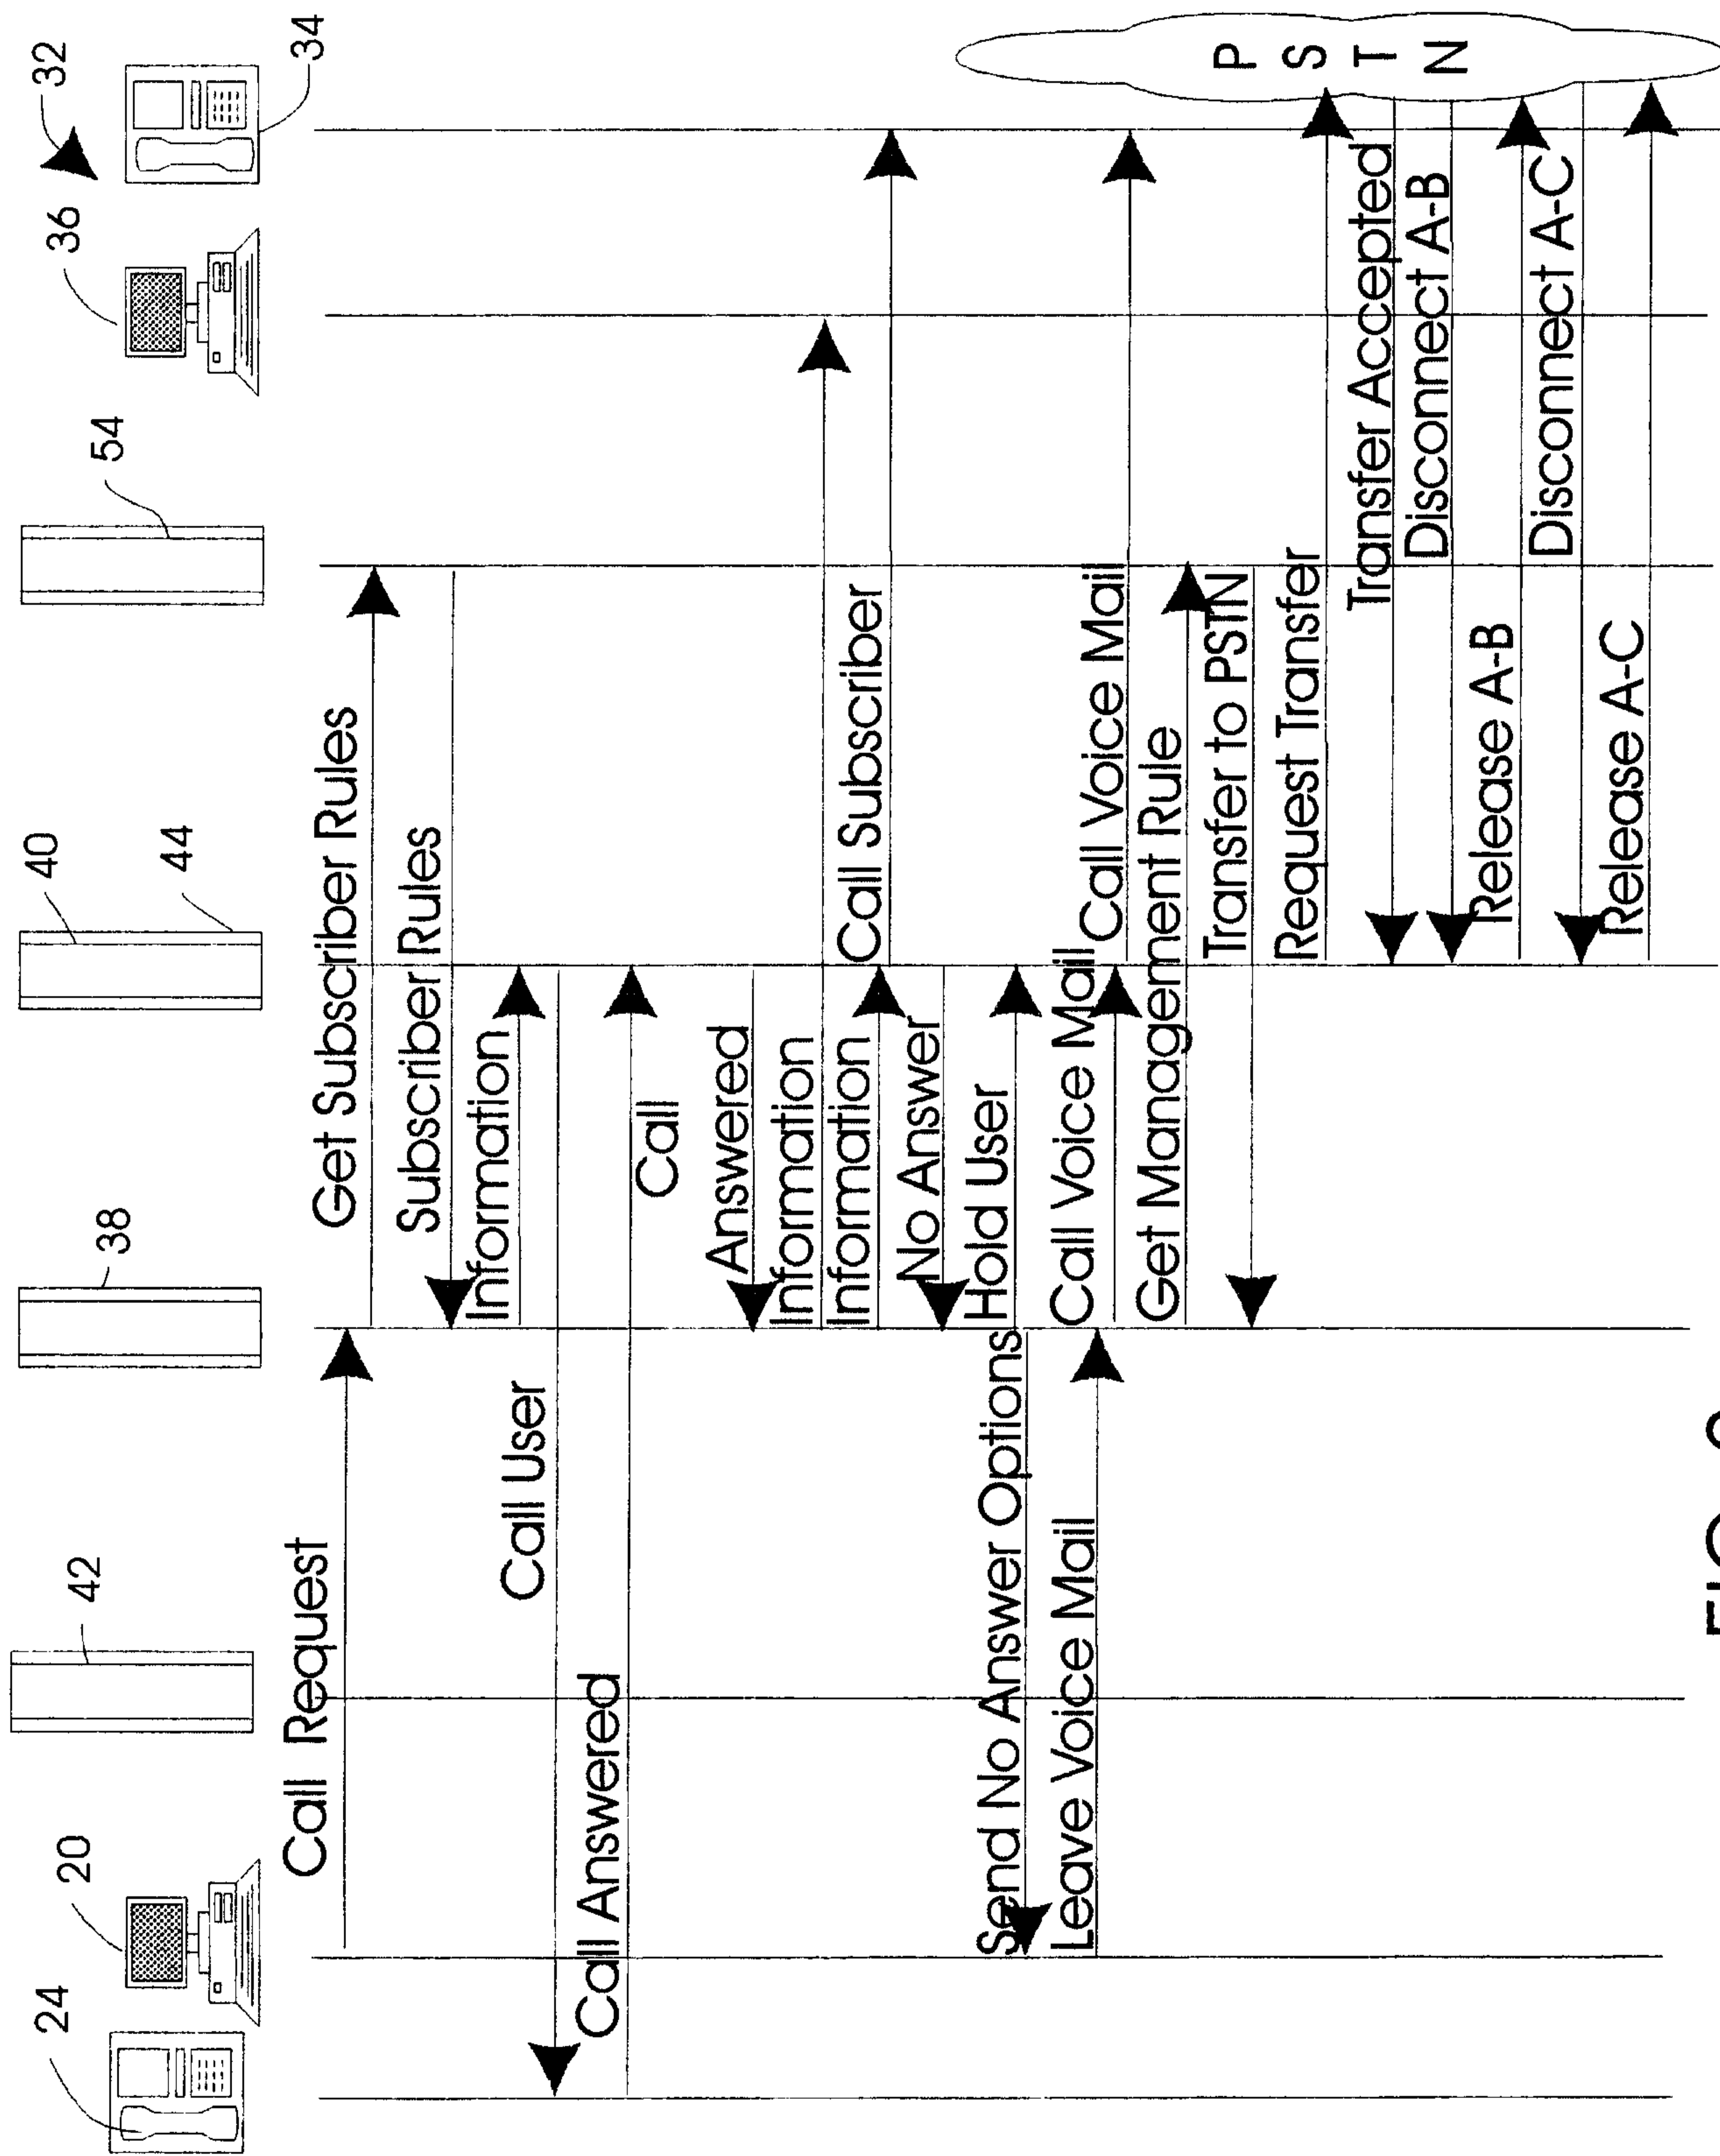 24
20
42
38
40
44
54
36
32
34
Call Request
Get Subscriber Rules
Subscriber Rules
Information
Call User
Call Answered
Call
Answered
Information
Information
Call Subscriber
No Answer
Hold User
Send No Answer Options
Call Voice Mail
Leave Voice Mail
Call Voice Mail
Get Management Rule
Transfer to PSTN
Request Transfer
Transfer Accepted
Disconnect A-B
Release A-B
Disconnect A-C
Release A-C
P
S
T
N